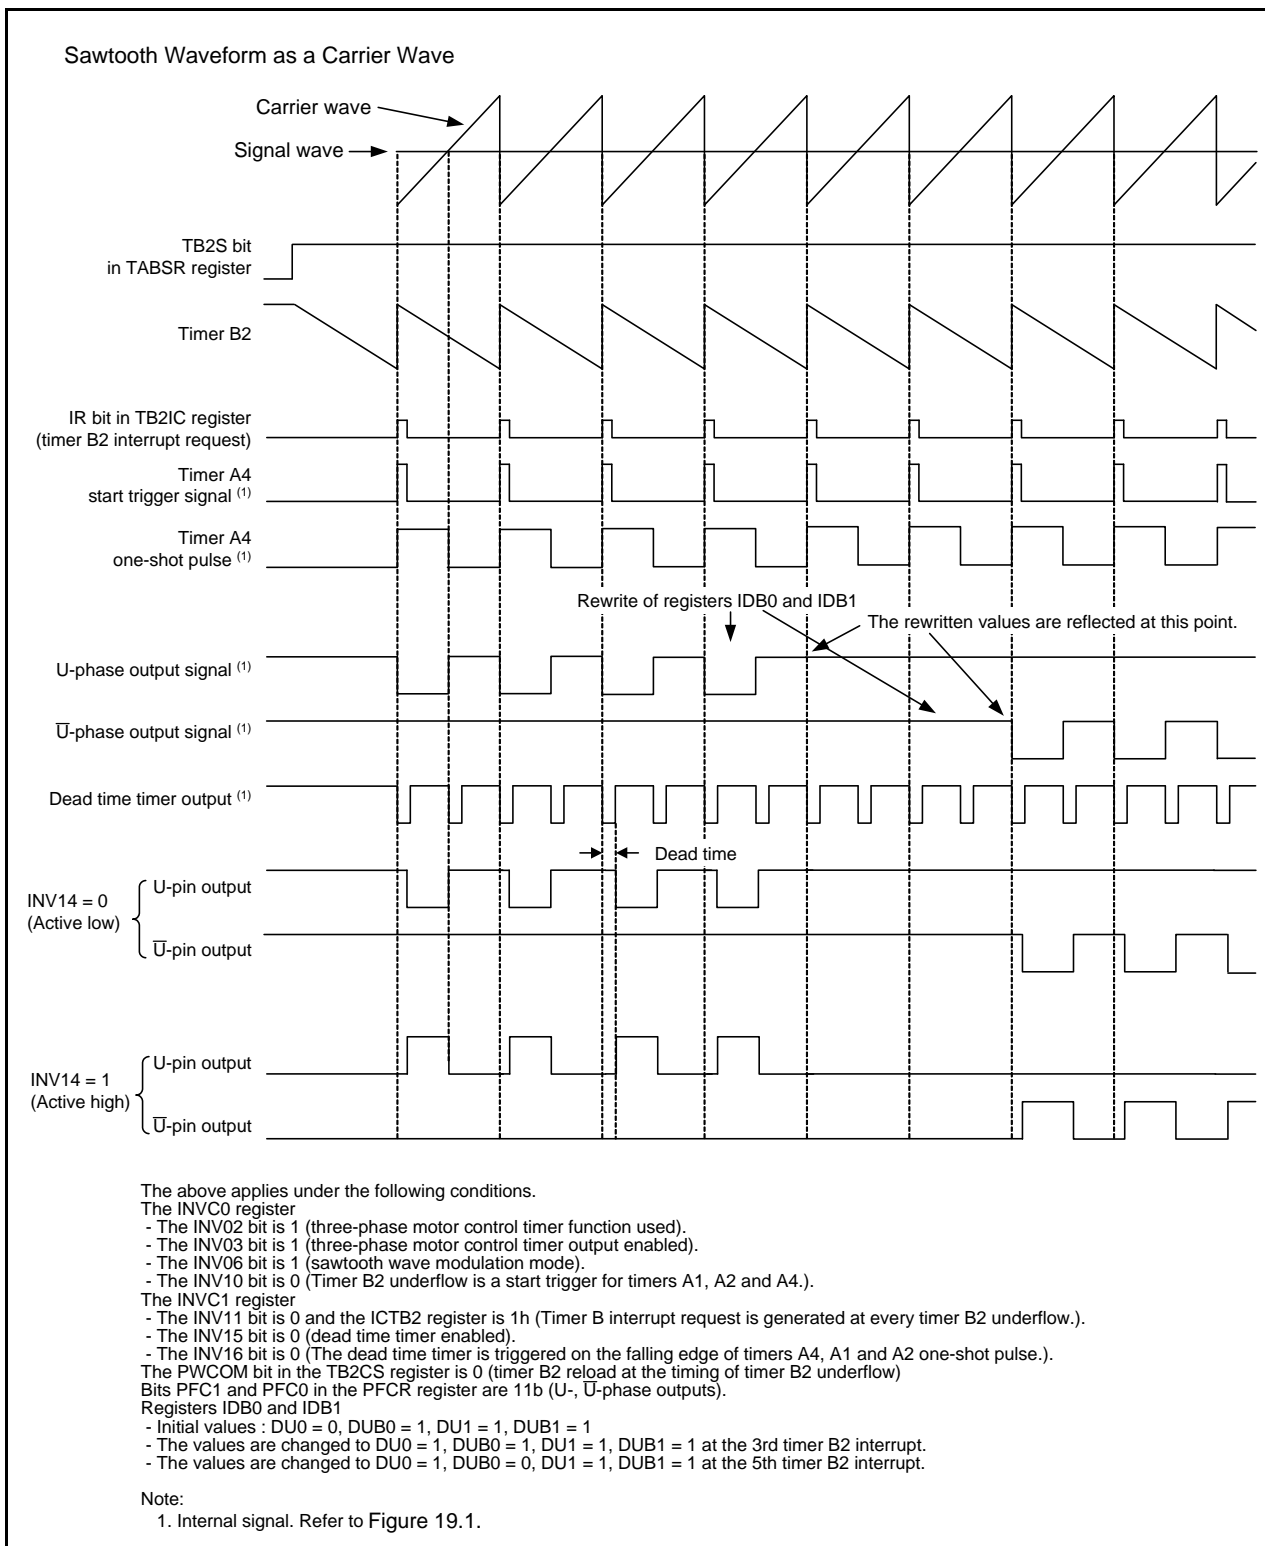 Sawtooth Waveform as a Carrier Wave
Carrier wave
Signal wave
TB2S bit
in TABSR register
Timer B2
IR bit in TB2IC register
(timer B2 interrupt request)
Timer A4
start trigger signal (1)
Timer A4
one-shot pulse (1)
Rewrite of registers IDB0 and IDB1
The rewritten values are reflected at this point.
U-phase output signal (1)
U̅-phase output signal (1)
Dead time timer output (1)
Dead time
INV14 = 0
(Active low)
U-pin output
U̅-pin output
INV14 = 1
(Active high)
U-pin output
U̅-pin output
The above applies under the following conditions.
The INVC0 register
- The INV02 bit is 1 (three-phase motor control timer function used).
- The INV03 bit is 1 (three-phase motor control timer output enabled).
- The INV06 bit is 1 (sawtooth wave modulation mode).
- The INV10 bit is 0 (Timer B2 underflow is a start trigger for timers A1, A2 and A4.).
The INVC1 register
- The INV11 bit is 0 and the ICTB2 register is 1h (Timer B interrupt request is generated at every timer B2 underflow.).
- The INV15 bit is 0 (dead time timer enabled).
- The INV16 bit is 0 (The dead time timer is triggered on the falling edge of timers A4, A1 and A2 one-shot pulse.).
The PWCOM bit in the TB2CS register is 0 (timer B2 reload at the timing of timer B2 underflow)
Bits PFC1 and PFC0 in the PFCR register are 11b (U-, U̅-phase outputs).
Registers IDB0 and IDB1
- Initial values : DU0 = 0, DUB0 = 1, DU1 = 1, DUB1 = 1
- The values are changed to DU0 = 1, DUB0 = 1, DU1 = 1, DUB1 = 1 at the 3rd timer B2 interrupt.
- The values are changed to DU0 = 1, DUB0 = 0, DU1 = 1, DUB1 = 1 at the 5th timer B2 interrupt.
Note:
1. Internal signal. Refer to Figure 19.1.